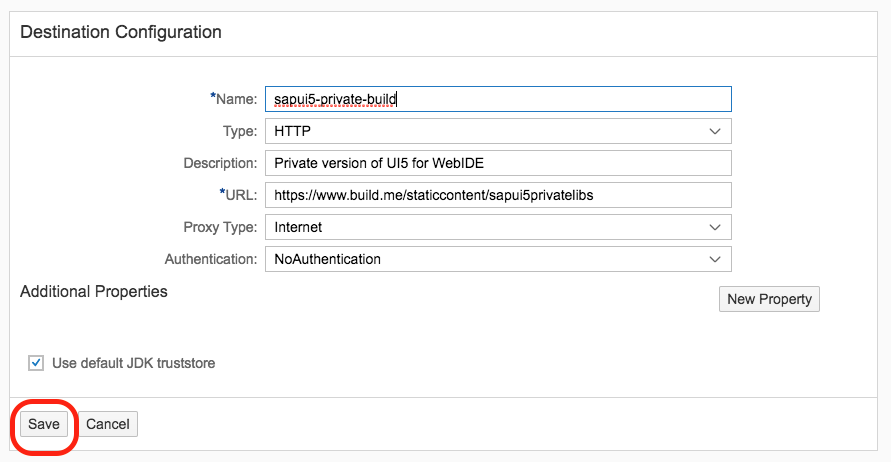 Destination Configuration
*Name: sapui5-private-build
Type: HTTP
Description: Private version of UI5 for WebIDE
*URL: https://www.build.me/staticcontent/sapui5privatelibs
Proxy Type: Internet
Authentication: NoAuthentication
Additional Properties
New Property
Use default JDK truststore
Save Cancel